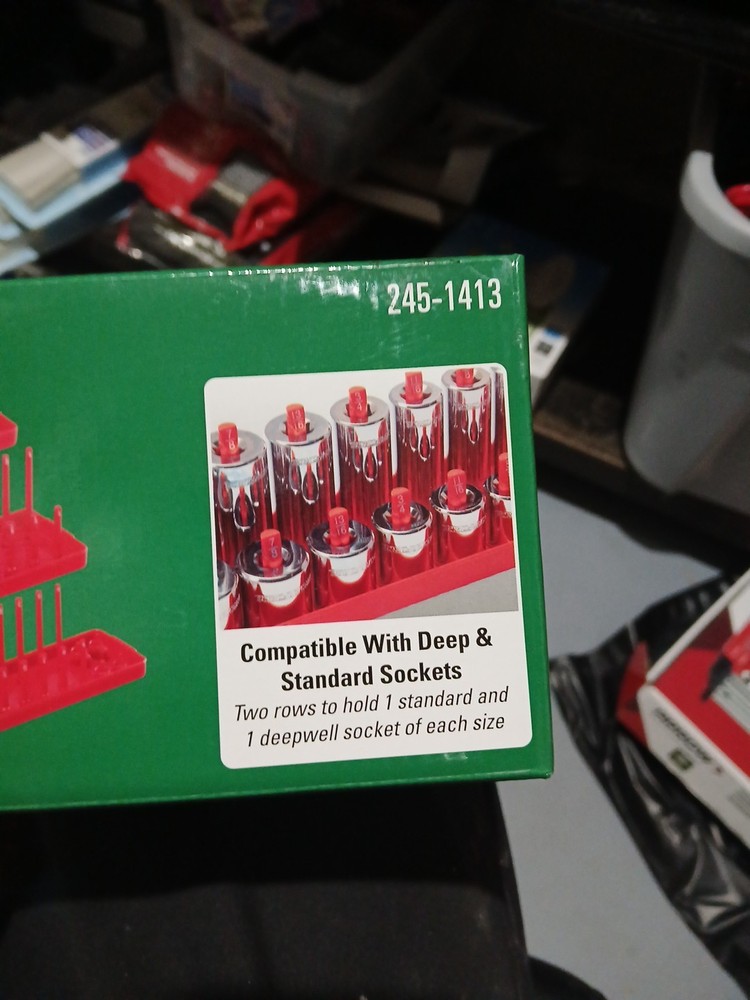 245-1413
Compatible With Deep &
Standard Sockets
Two rows to hold 1 standard and
1 deepwell socket of each size